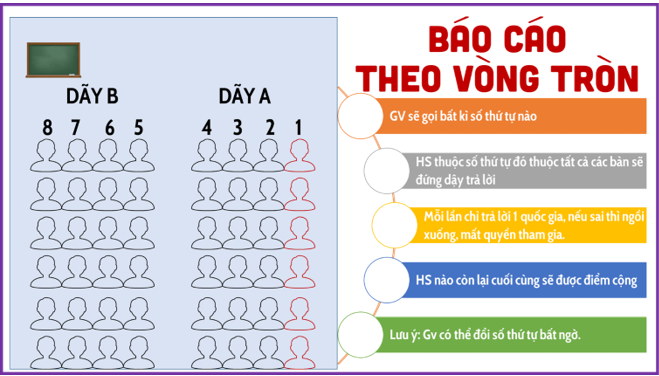 BÁO CÁO
THEO VÒNG TRÒN
DÃY B
DÃY A
8 7 6 5
4 3 2 1
GV sẽ gọi bất kì số thứ tự nào
HS thuộc số thứ tự đó thuộc tất cả các bàn sẽ
đứng dậy trả lời
Mỗi lần chỉ trả lời 1 quốc gia, nếu sai thì ngồi
xuống, mất quyền tham gia.
HS nào còn lại cuối cùng sẽ được điểm cộng
Lưu ý: Gv có thể đổi số thứ tự bất ngờ.